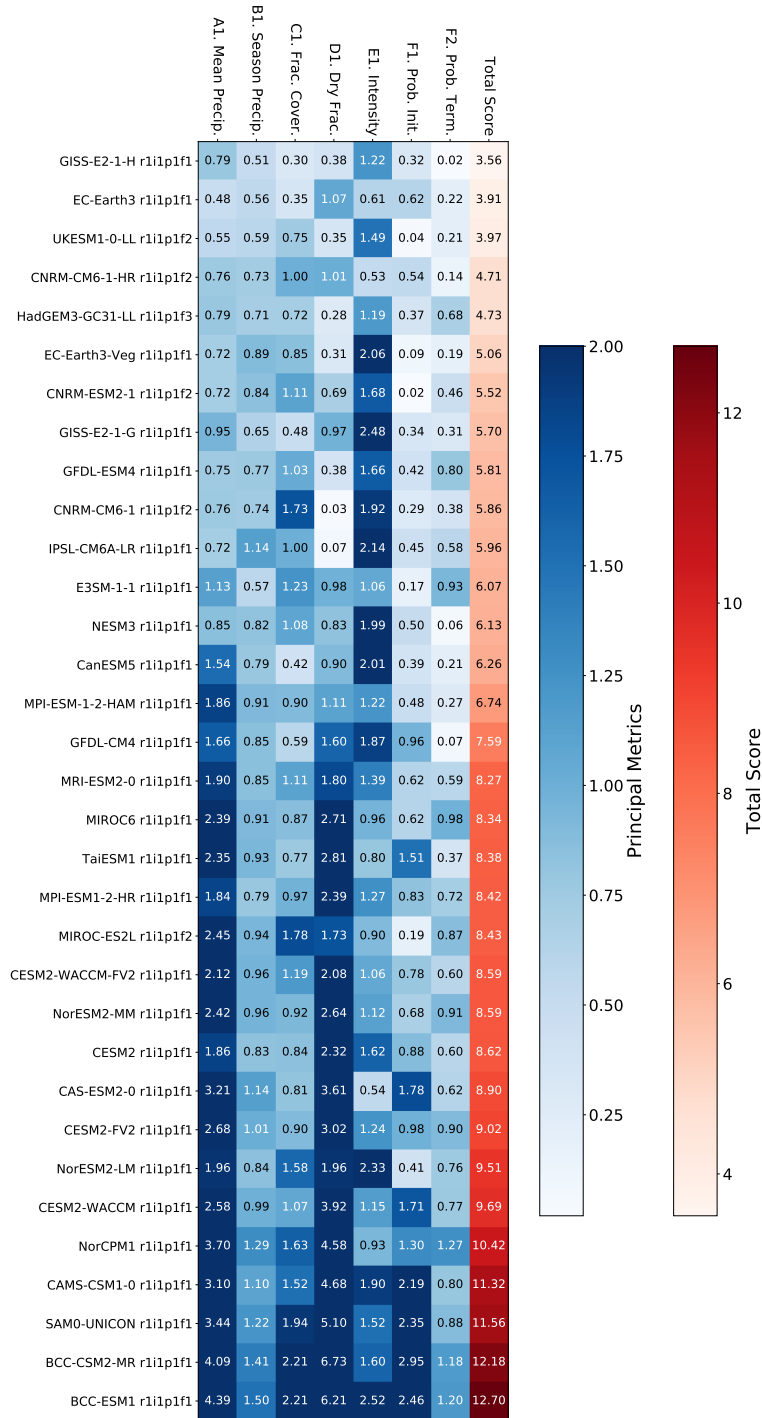 A1. Mean Precip.
B1. Season Precip.
C1. Frac. Cover.
D1. Dry Frac.
E1. Intensity
F1. Prob. Init.
F2. Prob. Term.
Total Score
GISS-E2-1-H r1i1p1f1 0.79 0.51 0.30 0.38 1.22 0.32 0.02 3.56
EC-Earth3 r1i1p1f1 0.48 0.56 0.35 1.07 0.61 0.62 0.22 3.91
UKESM1-0-LL r1i1p1f2 0.55 0.59 0.75 0.35 1.49 0.04 0.21 3.97
CNRM-CM6-1-HR r1i1p1f2 0.76 0.73 1.00 1.01 0.53 0.54 0.14 4.71
HadGEM3-GC31-LL r1i1p1f3 0.79 0.71 0.72 0.28 1.19 0.37 0.68 4.73
EC-Earth3-Veg r1i1p1f1 0.72 0.89 0.85 0.31 2.06 0.09 0.19 5.06
CNRM-ESM2-1 r1i1p1f2 0.72 0.84 1.11 0.69 1.68 0.02 0.46 5.52
GISS-E2-1-G r1i1p1f1 0.95 0.65 0.48 0.97 2.48 0.34 0.31 5.70
GFDL-ESM4 r1i1p1f1 0.75 0.77 1.03 0.38 1.66 0.42 0.80 5.81
CNRM-CM6-1 r1i1p1f2 0.76 0.74 1.73 0.03 1.92 0.29 0.38 5.86
IPSL-CM6A-LR r1i1p1f1 0.72 1.14 1.00 0.07 2.14 0.45 0.58 5.96
E3SM-1-1 r1i1p1f1 1.13 0.57 1.23 0.98 1.06 0.17 0.93 6.07
NESM3 r1i1p1f1 0.85 0.82 1.08 0.83 1.99 0.50 0.06 6.13
CanESM5 r1i1p1f1 1.54 0.79 0.42 0.90 2.01 0.39 0.21 6.26
MPI-ESM-1-2-HAM r1i1p1f1 1.86 0.91 0.90 1.11 1.22 0.48 0.27 6.74
GFDL-CM4 r1i1p1f1 1.66 0.85 0.59 1.60 1.87 0.96 0.07 7.59
MRI-ESM2-0 r1i1p1f1 1.90 0.85 1.11 1.80 1.39 0.62 0.59 8.27
MIROC6 r1i1p1f1 2.39 0.91 0.87 2.71 0.96 0.62 0.98 8.34
TaiESM1 r1i1p1f1 2.35 0.93 0.77 2.81 0.80 1.51 0.37 8.38
MPI-ESM1-2-HR r1i1p1f1 1.84 0.79 0.97 2.39 1.27 0.83 0.72 8.42
MIROC-ES2L r1i1p1f2 2.45 0.94 1.78 1.73 0.90 0.19 0.87 8.43
CESM2-WACCM-FV2 r1i1p1f1 2.12 0.96 1.19 2.08 1.06 0.78 0.60 8.59
NorESM2-MM r1i1p1f1 2.42 0.96 0.92 2.64 1.12 0.68 0.91 8.59
CESM2 r1i1p1f1 1.86 0.83 0.84 2.32 1.62 0.88 0.60 8.62
CAS-ESM2-0 r1i1p1f1 3.21 1.14 0.81 3.61 0.54 1.78 0.62 8.90
CESM2-FV2 r1i1p1f1 2.68 1.01 0.90 3.02 1.24 0.98 0.90 9.02
NorESM2-LM r1i1p1f1 1.96 0.84 1.58 1.96 2.33 0.41 0.76 9.51
CESM2-WACCM r1i1p1f1 2.58 0.99 1.07 3.92 1.15 1.71 0.77 9.69
NorCPM1 r1i1p1f1 3.70 1.29 1.63 4.58 0.93 1.30 1.27 10.42
CAMS-CSM1-0 r1i1p1f1 3.10 1.10 1.52 4.68 1.90 2.19 0.80 11.32
SAM0-UNICON r1i1p1f1 3.44 1.22 1.94 5.10 1.52 2.35 0.88 11.56
BCC-CSM2-MR r1i1p1f1 4.09 1.41 2.21 6.73 1.60 2.95 1.18 12.18
BCC-ESM1 r1i1p1f1 4.39 1.50 2.21 6.21 2.52 2.46 1.20 12.70
2.00
1.75
1.50
1.25
1.00
0.75
0.50
0.25
Principal Metrics
12
10
8
6
4
Total Score